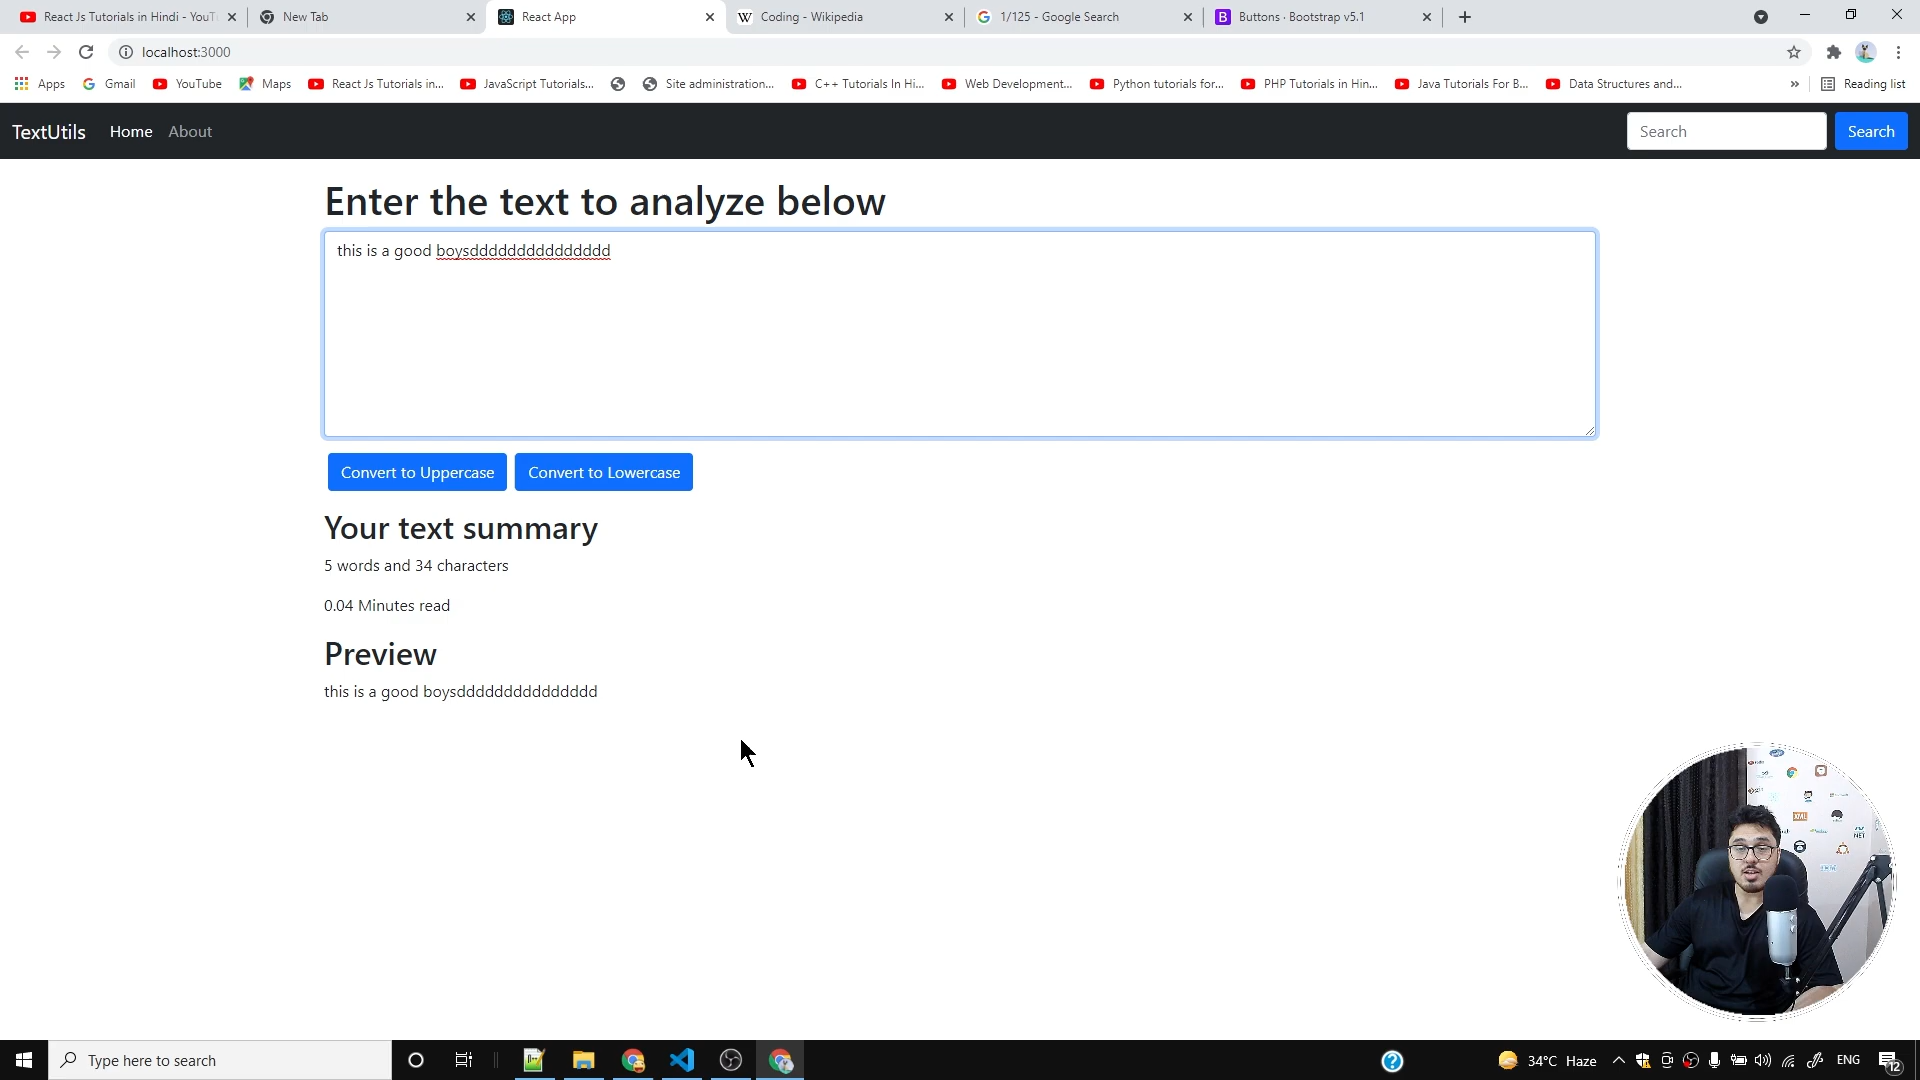 React Js Tutorials in Hindi - YouT
New Tab
React App
Coding - Wikipedia
1/125 - Google Search
Buttons · Bootstrap v5.1
localhost:3000
Apps
Gmail
YouTube
Maps
React Js Tutorials in...
JavaScript Tutorials...
Site administration...
C++ Tutorials In Hi...
Web Development...
Python tutorials for...
PHP Tutorials in Hin...
Java Tutorials For B...
Data Structures and...
»
Reading list
TextUtils
Home
About
Search
Search
Enter the text to analyze below
this is a good boysddddddddddddddd
Convert to Uppercase
Convert to Lowercase
Your text summary
5 words and 34 characters
0.04 Minutes read
Preview
this is a good boysddddddddddddddd
XML
.NET
Type here to search
34°C Haze
ENG
12